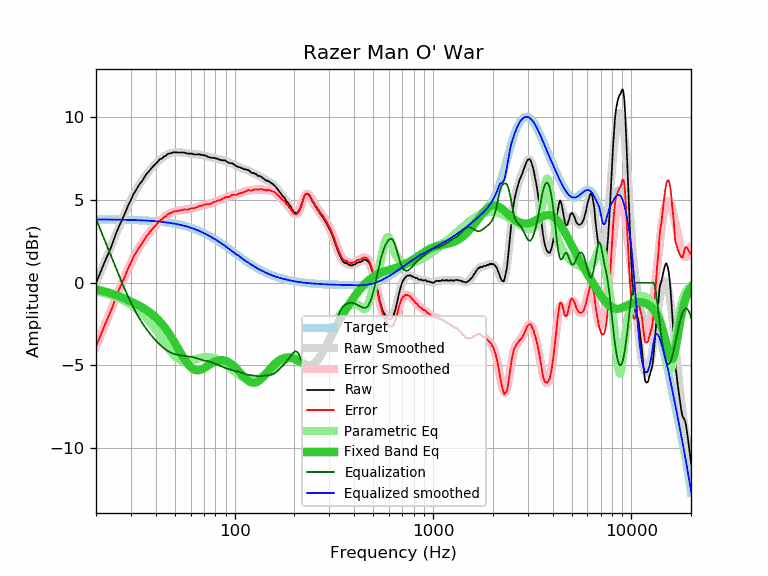 Razer Man O' War
Amplitude (dBr)
10
5
0
−5
−10
Target
Raw Smoothed
Error Smoothed
Raw
Error
Parametric Eq
Fixed Band Eq
Equalization
Equalized smoothed
100
1000
10000
Frequency (Hz)